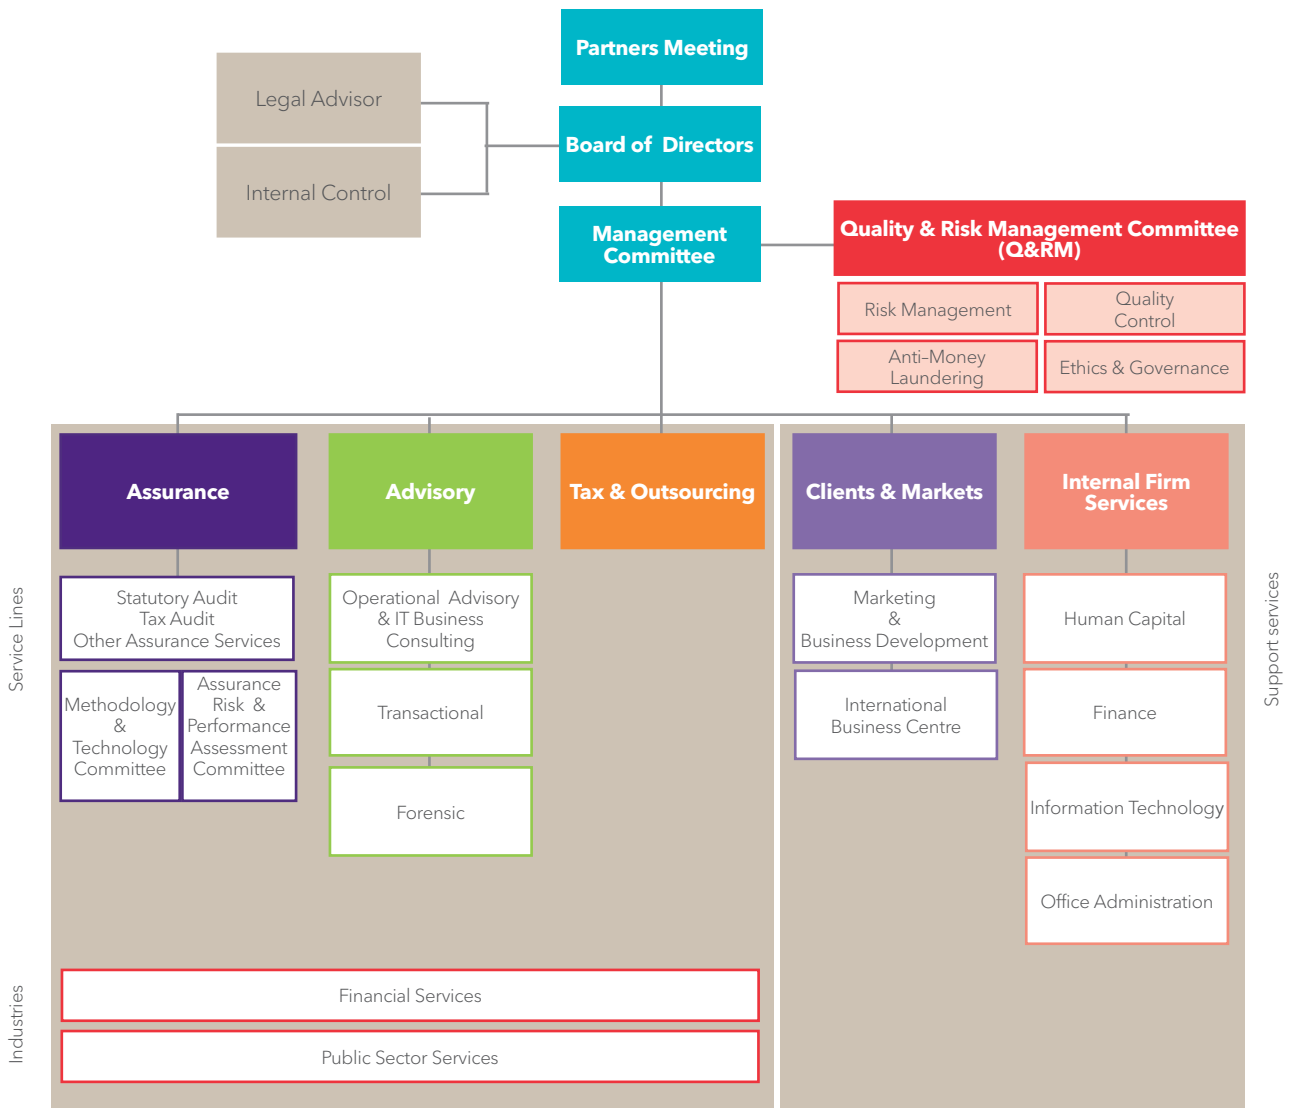 Partners Meeting
Legal Advisor
Board of Directors
Internal Control
Management
Committee
Quality & Risk Management Committee
(Q&RM)
Risk Management
Quality
Control
Anti-Money
Laundering
Ethics & Governance
Assurance
Advisory
Tax & Outsourcing
Clients & Markets
Internal Firm
Services
Service Lines
Statutory Audit
Tax Audit
Other Assurance Services
Methodology
&
Technology
Committee
Assurance
Risk &
Performance
Assessment
Committee
Operational Advisory
& IT Business
Consulting
Transactional
Forensic
Marketing
&
Business Development
International
Business Centre
Human Capital
Finance
Information Technology
Office Administration
Support services
Industries
Financial Services
Public Sector Services